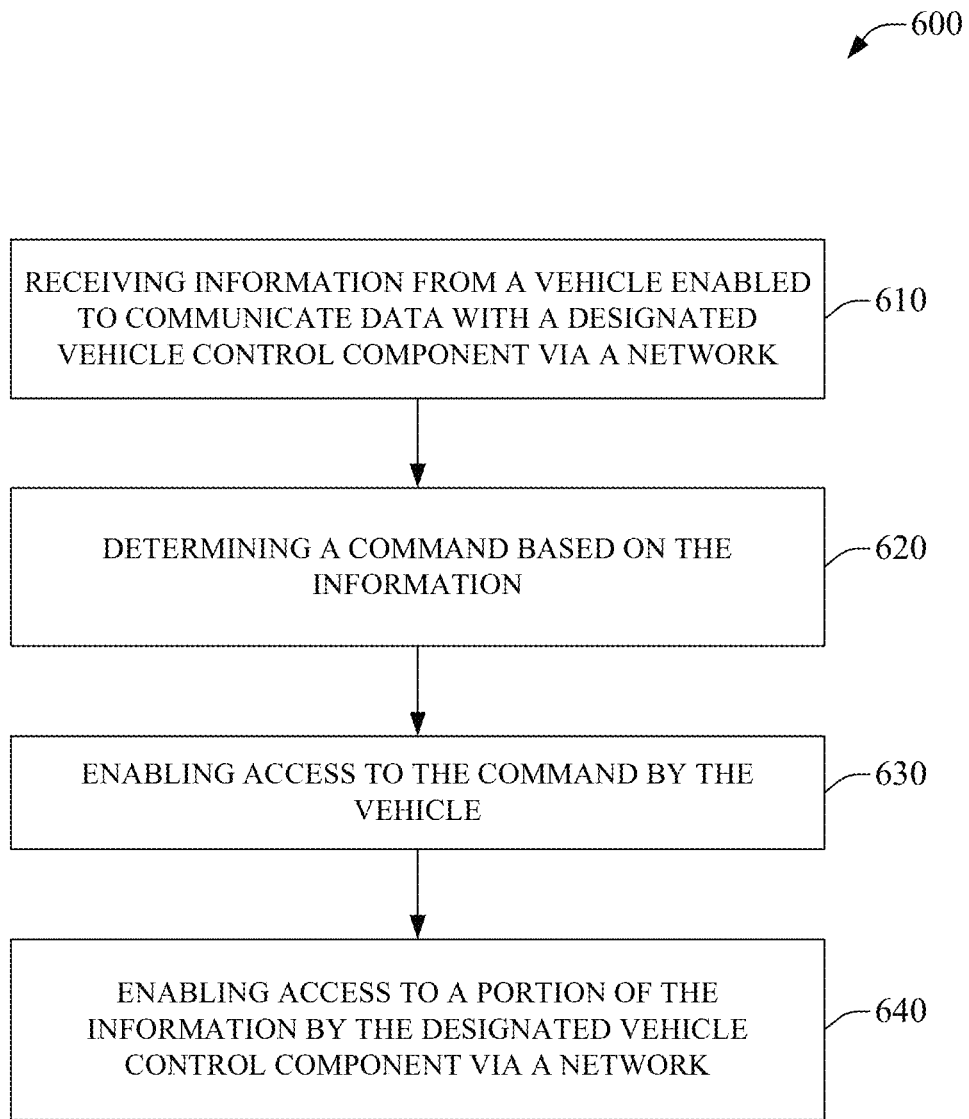 600
RECEIVING INFORMATION FROM A VEHICLE ENABLED
TO COMMUNICATE DATA WITH A DESIGNATED
VEHICLE CONTROL COMPONENT VIA A NETWORK
610
DETERMINING A COMMAND BASED ON THE
INFORMATION
620
ENABLING ACCESS TO THE COMMAND BY THE
VEHICLE
630
ENABLING ACCESS TO A PORTION OF THE
INFORMATION BY THE DESIGNATED VEHICLE
CONTROL COMPONENT VIA A NETWORK
640